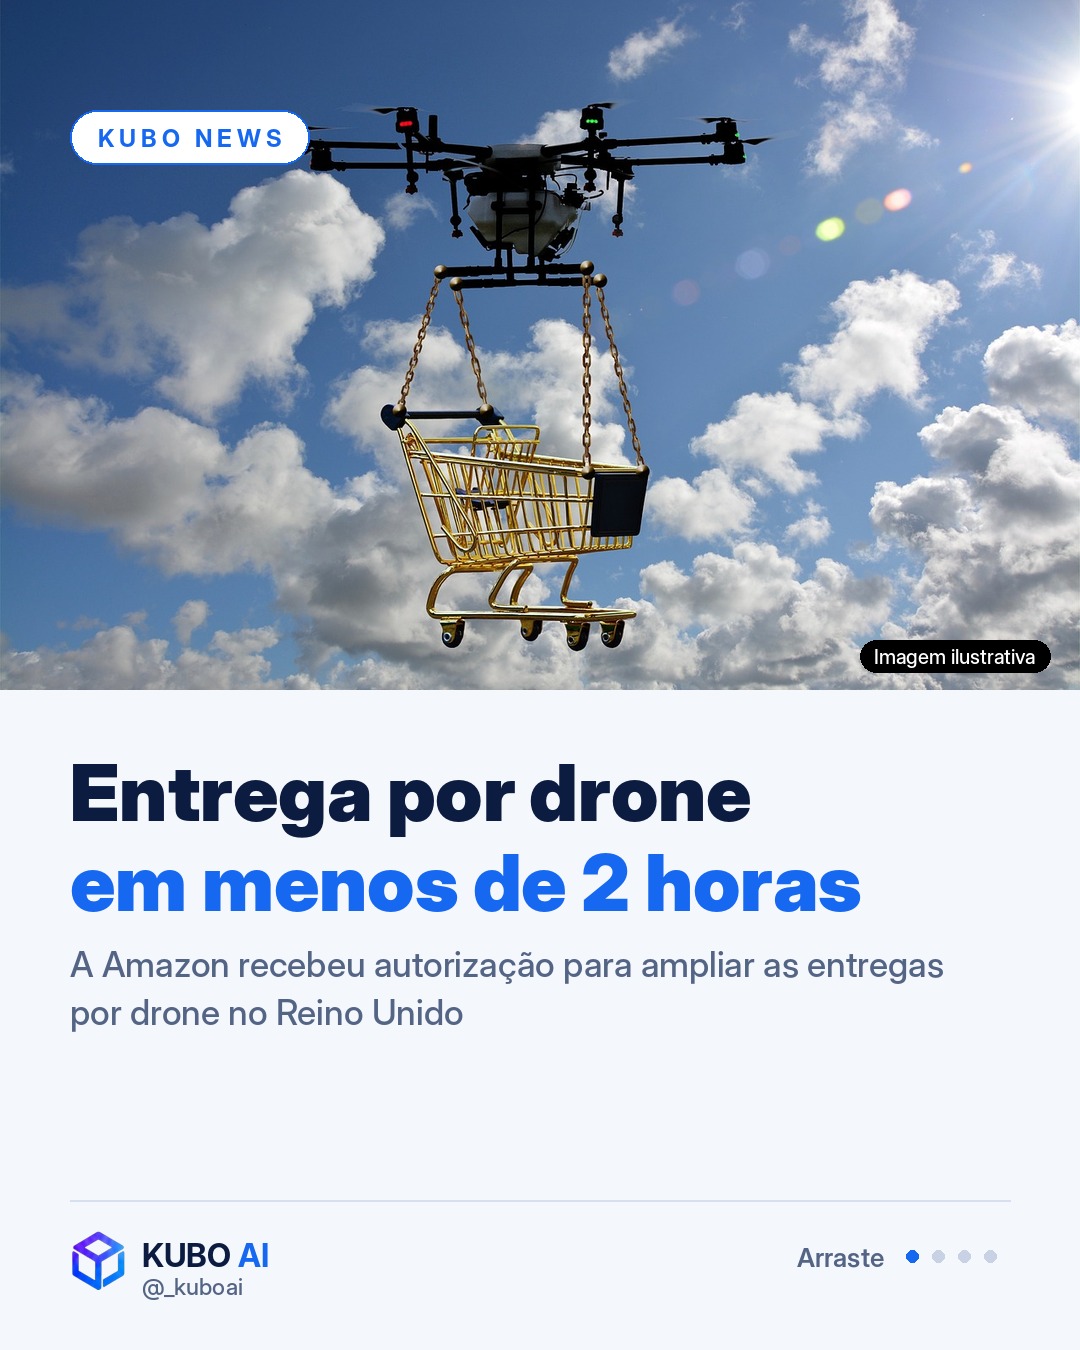 KUBO NEWS
Imagem ilustrativa
Entrega por drone
em menos de 2 horas
A Amazon recebeu autorização para ampliar as entregas
por drone no Reino Unido
KUBO AI
@_kuboai
Arraste